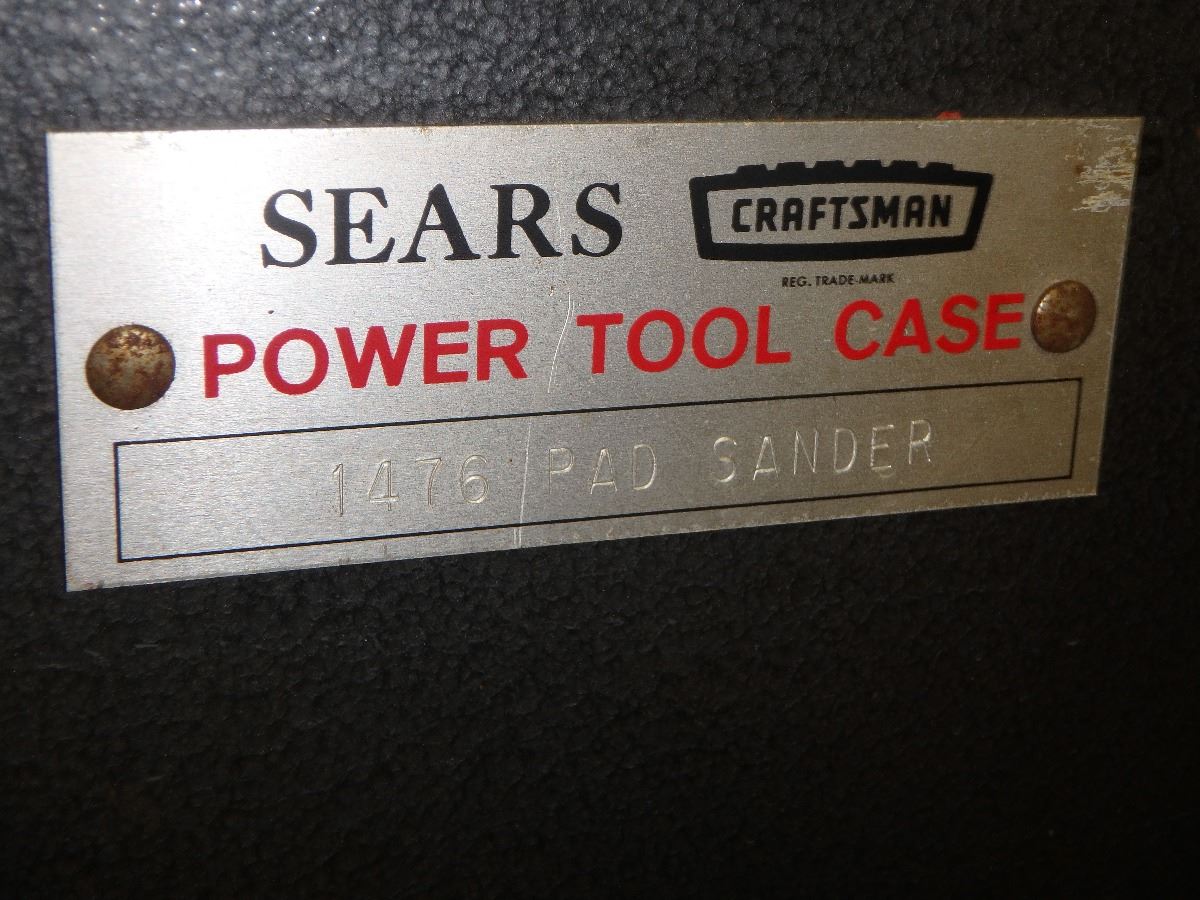 SEARS CRAFTSMAN
REG. TRADE-MARK
POWER TOOL CASE
1476 PAD SANDER